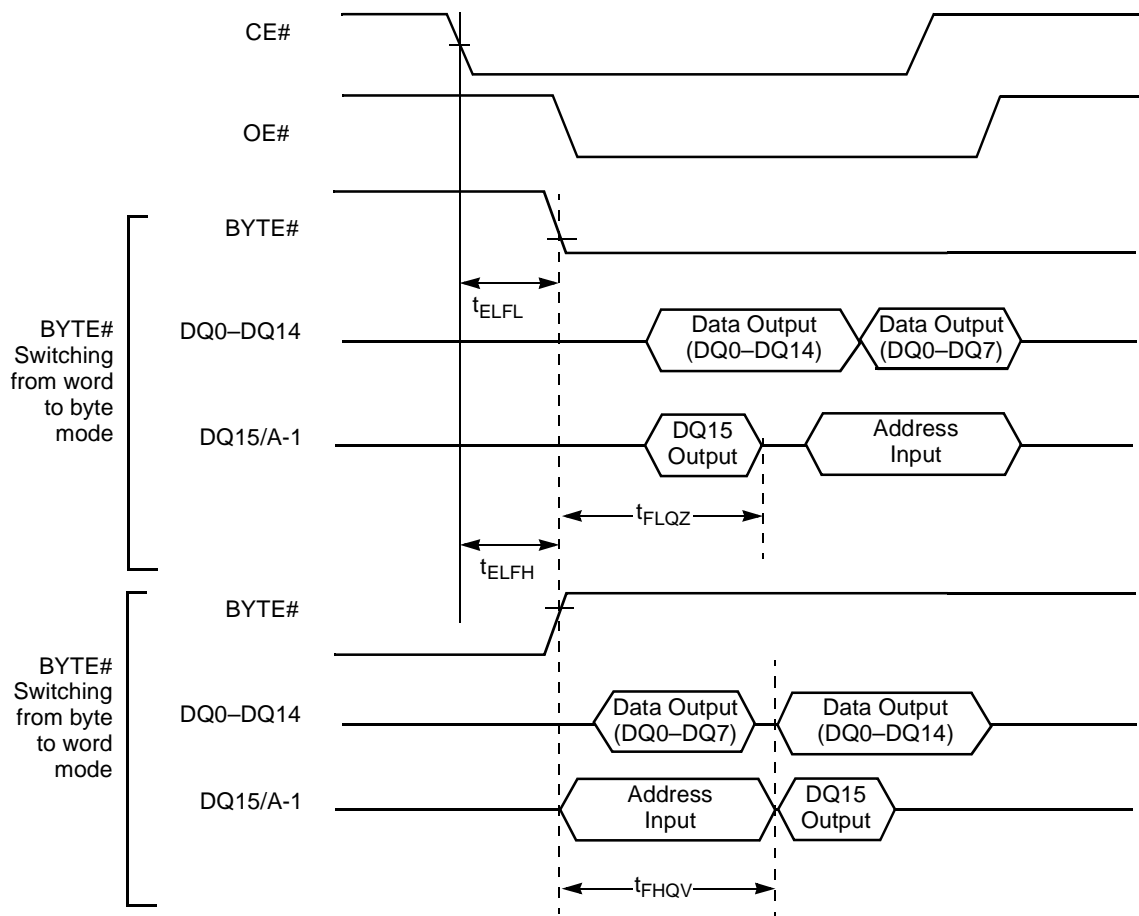 CE#
OE#
BYTE#
tELFL
BYTE#
Switching
from word
to byte
mode
DQ0–DQ14
Data Output
(DQ0–DQ14)
Data Output
(DQ0–DQ7)
DQ15/A-1
DQ15
Output
Address
Input
tFLQZ
tELFH
BYTE#
BYTE#
Switching
from byte
to word
mode
DQ0–DQ14
Data Output
(DQ0–DQ7)
Data Output
(DQ0–DQ14)
DQ15/A-1
Address
Input
DQ15
Output
tFHQV